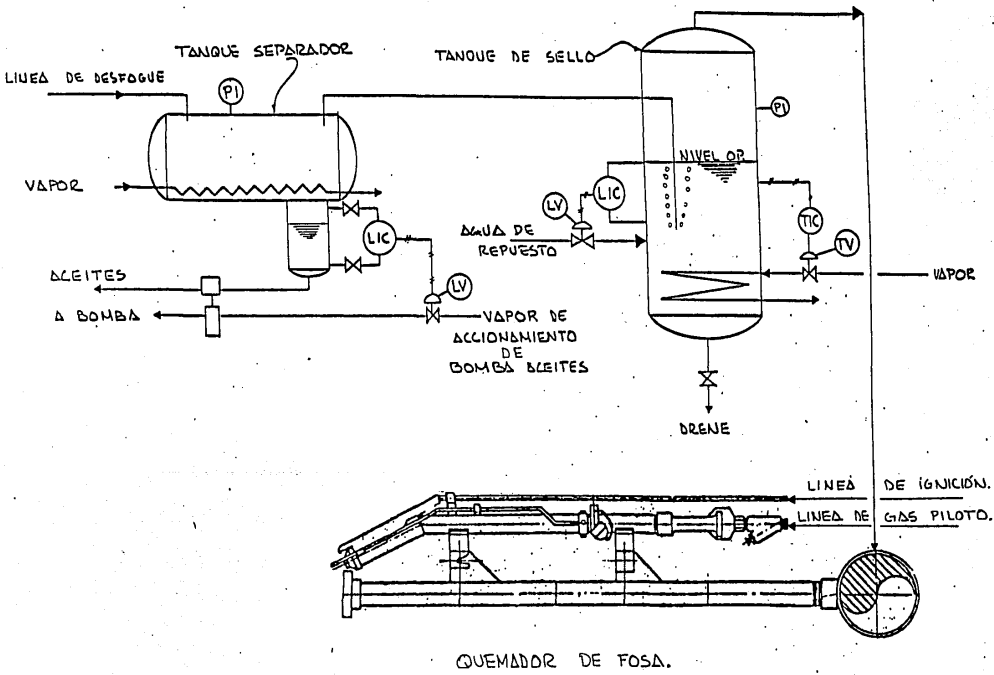 TANQUE SEPARADOR
TANQUE DE SELLO
LINEA DE DESFOGUE
PI
PI
NIVEL OP.
VAPOR
LIC
LV
TIC
LIC
AGUA DE
REPUESTO
TV
ACEITES
LV
VAPOR
A BOMBA
VAPOR DE
ACCIONAMIENTO
DE
BOMBA ACEITES
DRENE
LINEA DE IGNICIÓN.
LINEA DE GAS PILOTO.
QUEMADOR DE FOSA.